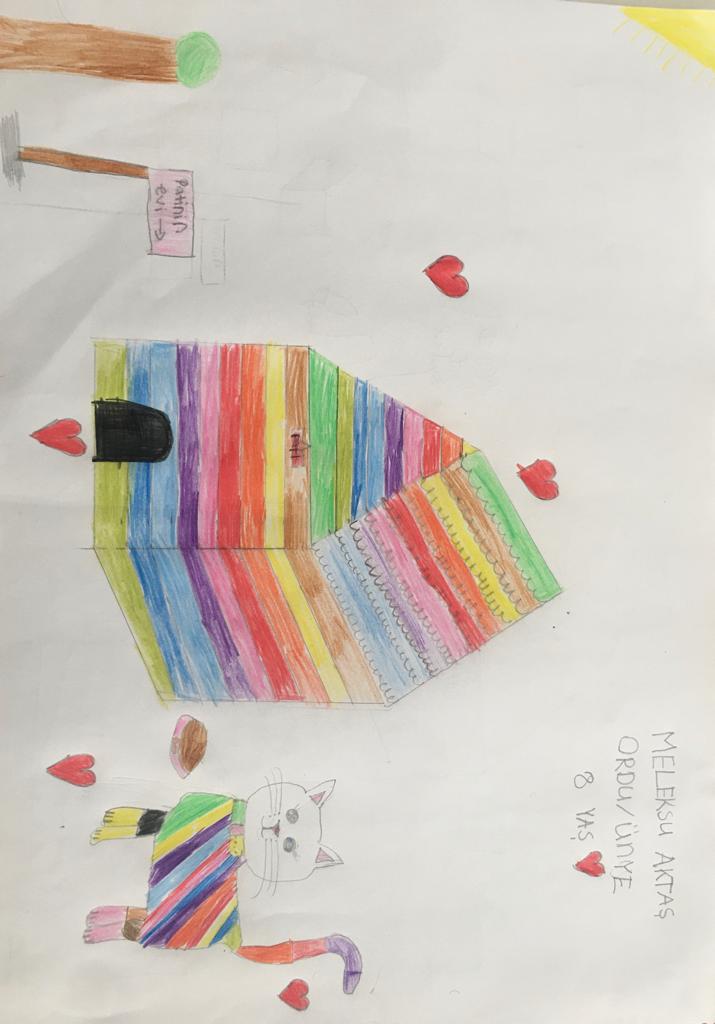 MELEKSU AKTAŞ
ORDU/ÜNYE
8 YAŞ
Patinin
evi →